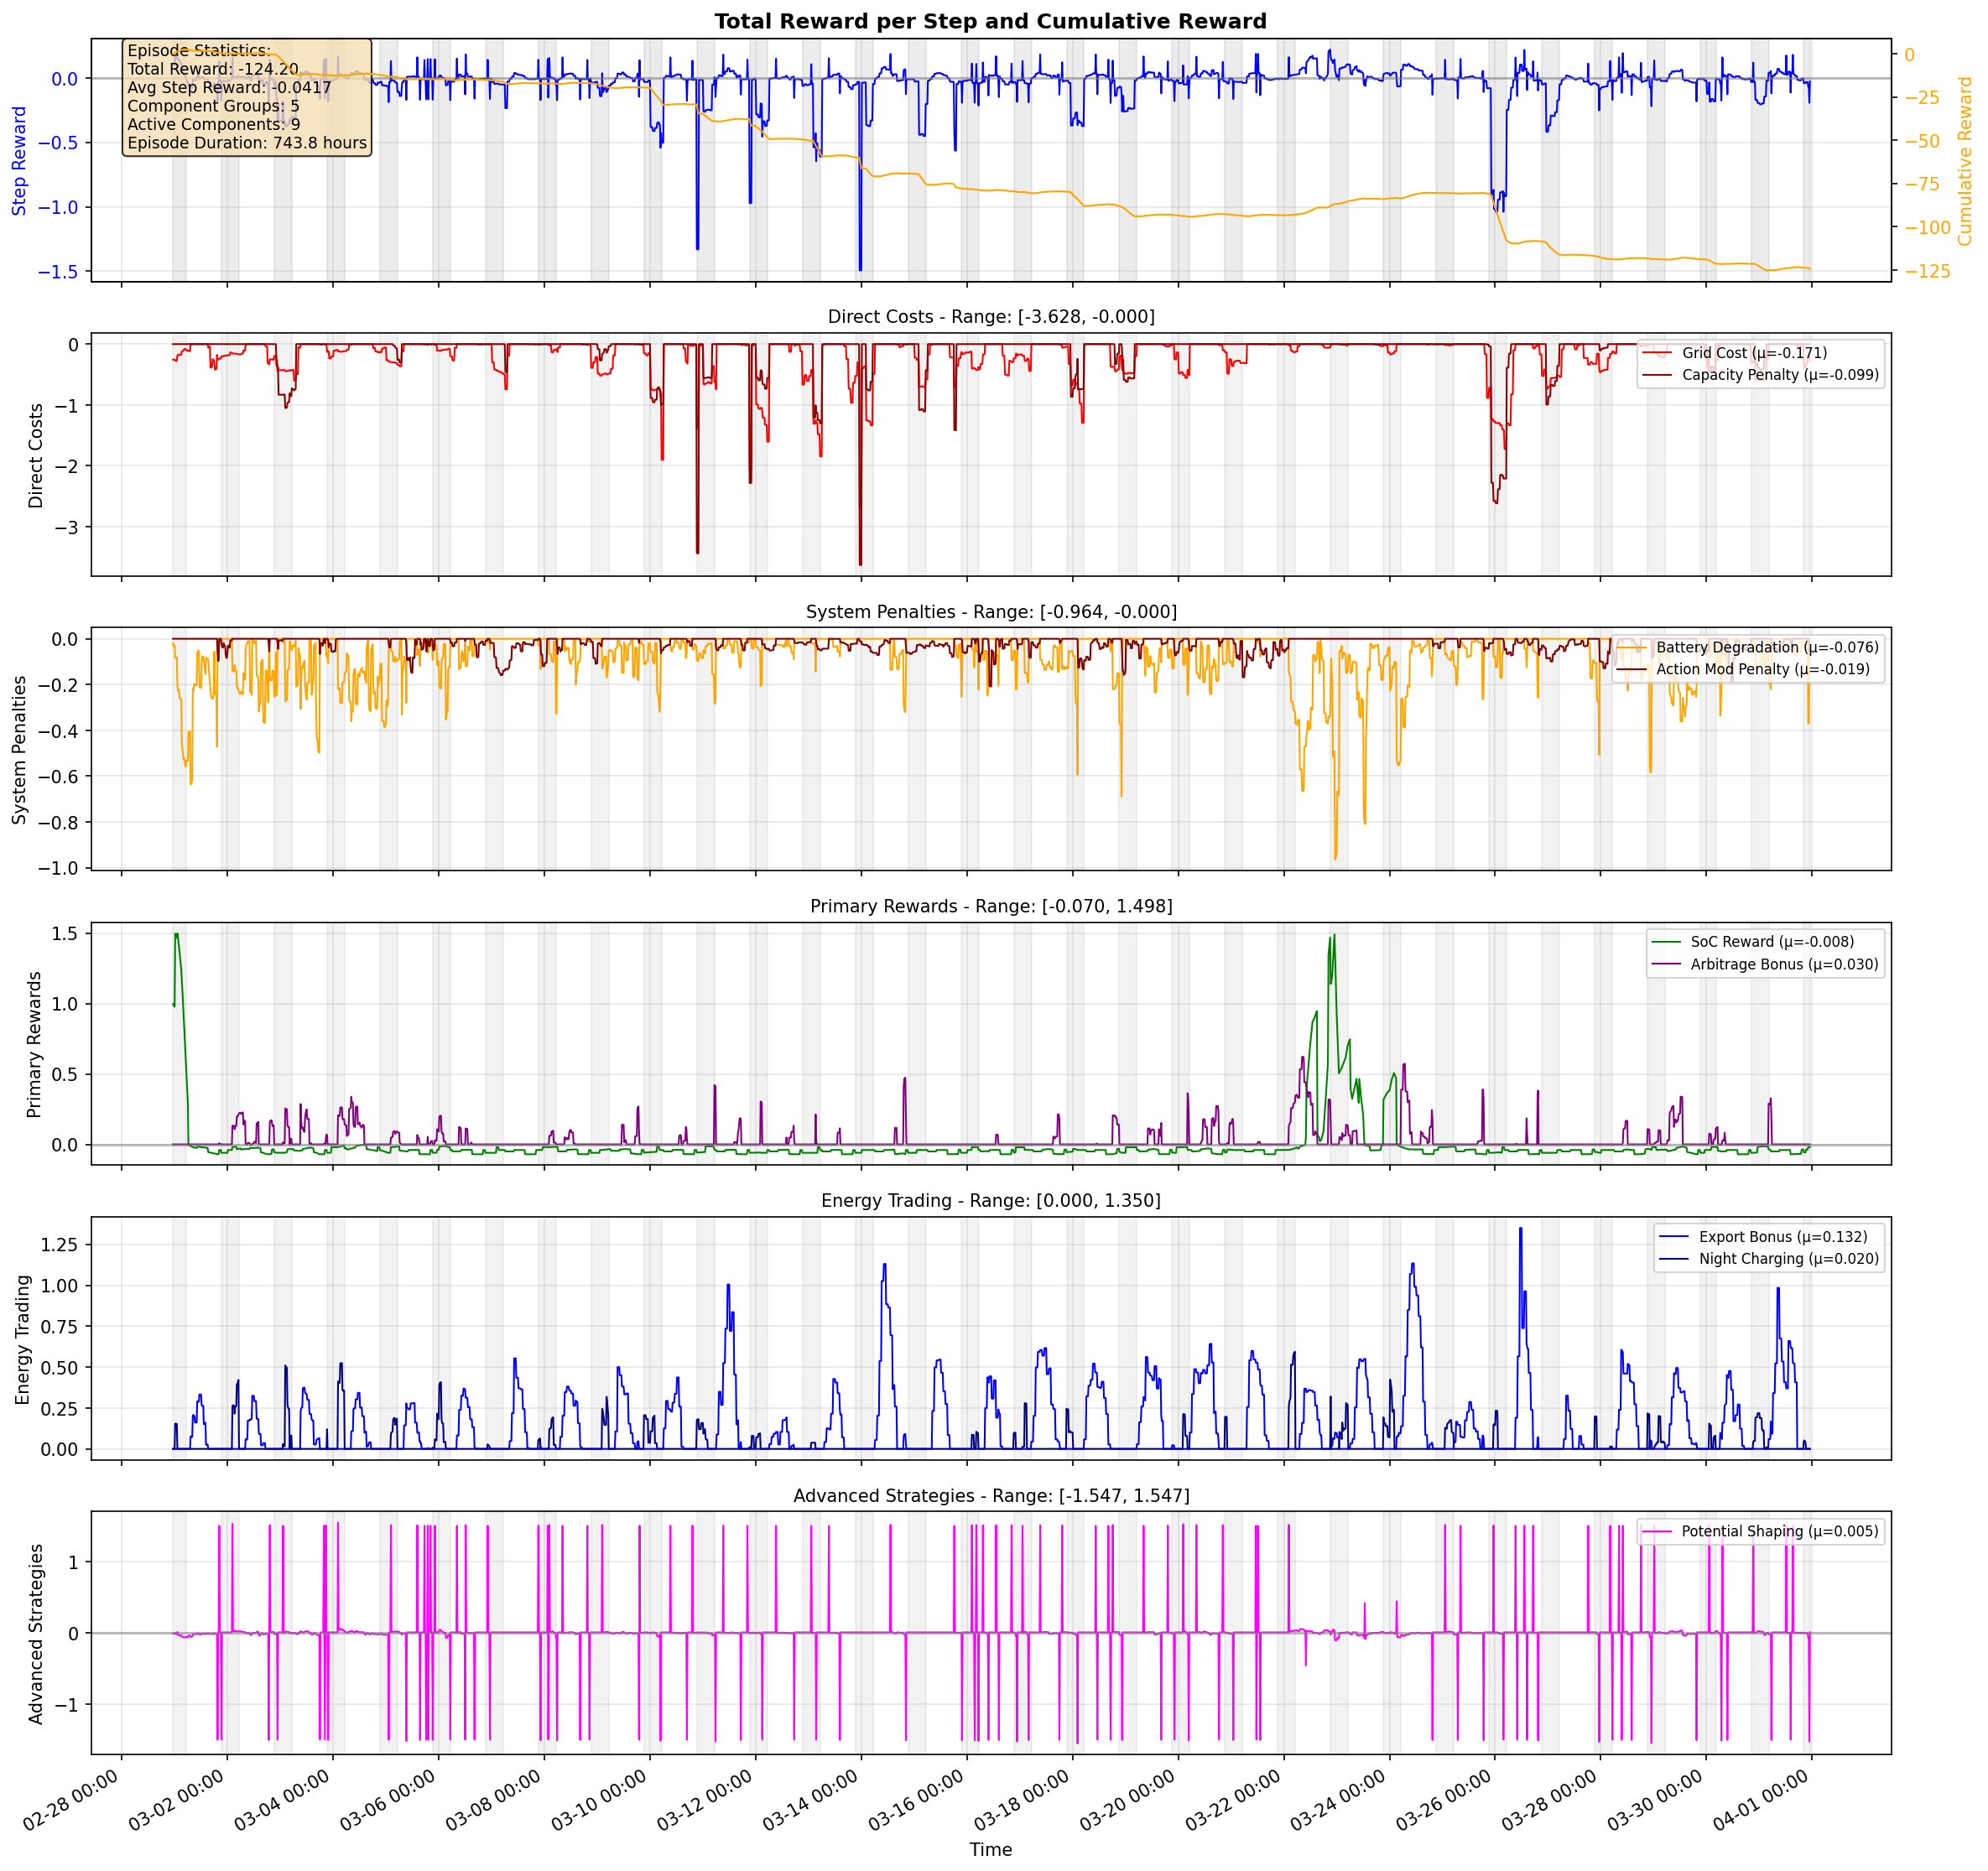 Total Reward per Step and Cumulative Reward
Episode Statistics:
Total Reward: -124.20
Avg Step Reward: -0.0417
Component Groups: 5
Active Components: 9
Episode Duration: 743.8 hours
Step Reward
0.0
−0.5
−1.0
−1.5
Cumulative Reward
0
−25
−50
−75
−100
−125
Direct Costs - Range: [-3.628, -0.000]
Direct Costs
0
−1
−2
−3
Grid Cost (μ=-0.171)
Capacity Penalty (μ=-0.099)
System Penalties - Range: [-0.964, -0.000]
System Penalties
0.0
−0.2
−0.4
−0.6
−0.8
−1.0
Battery Degradation (μ=-0.076)
Action Mod Penalty (μ=-0.019)
Primary Rewards - Range: [-0.070, 1.498]
Primary Rewards
1.5
1.0
0.5
0.0
SoC Reward (μ=-0.008)
Arbitrage Bonus (μ=0.030)
Energy Trading - Range: [0.000, 1.350]
Energy Trading
1.25
1.00
0.75
0.50
0.25
0.00
Export Bonus (μ=0.132)
Night Charging (μ=0.020)
Advanced Strategies - Range: [-1.547, 1.547]
Advanced Strategies
1
0
−1
Potential Shaping (μ=0.005)
02-28 00:00
03-02 00:00
03-04 00:00
03-06 00:00
03-08 00:00
03-10 00:00
03-12 00:00
03-14 00:00
03-16 00:00
03-18 00:00
03-20 00:00
03-22 00:00
03-24 00:00
03-26 00:00
03-28 00:00
03-30 00:00
04-01 00:00
Time